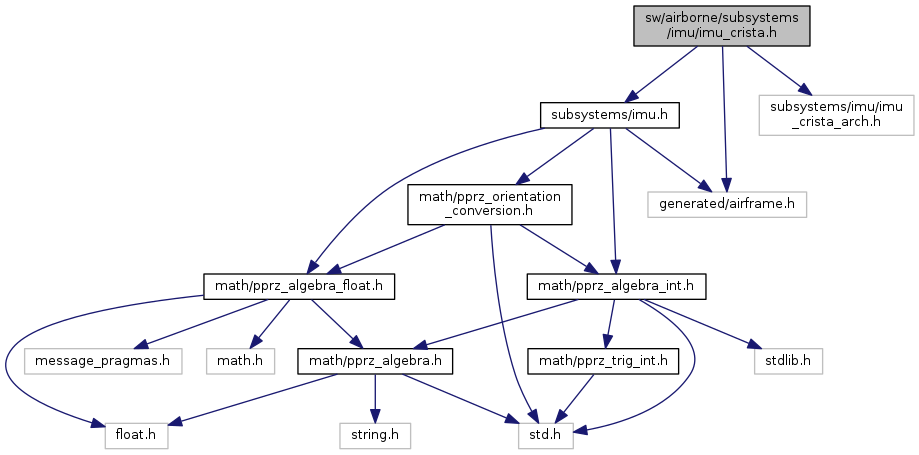 sw/airborne/subsystems
/imu/imu_crista.h
subsystems/imu.h
subsystems/imu/imu
_crista_arch.h
math/pprz_orientation
_conversion.h
generated/airframe.h
math/pprz_algebra_float.h
math/pprz_algebra_int.h
message_pragmas.h
math.h
math/pprz_algebra.h
math/pprz_trig_int.h
stdlib.h
float.h
string.h
std.h